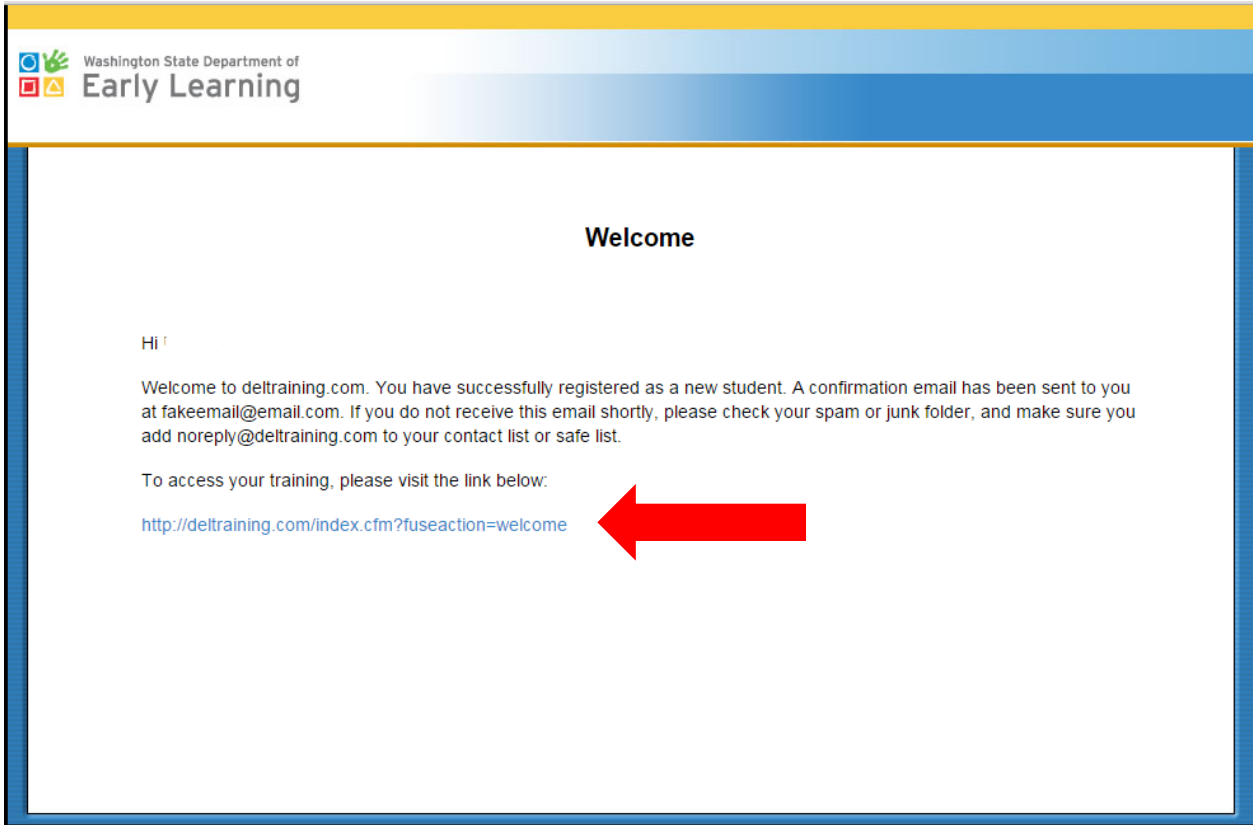 Washington State Department of
Early Learning
Welcome
Hi
Welcome to deltraining.com. You have successfully registered as a new student. A confirmation email has been sent to you
at fakeemail@email.com. If you do not receive this email shortly, please check your spam or junk folder, and make sure you
add noreply@deltraining.com to your contact list or safe list.
To access your training, please visit the link below:
http://deltraining.com/index.cfm?fuseaction=welcome